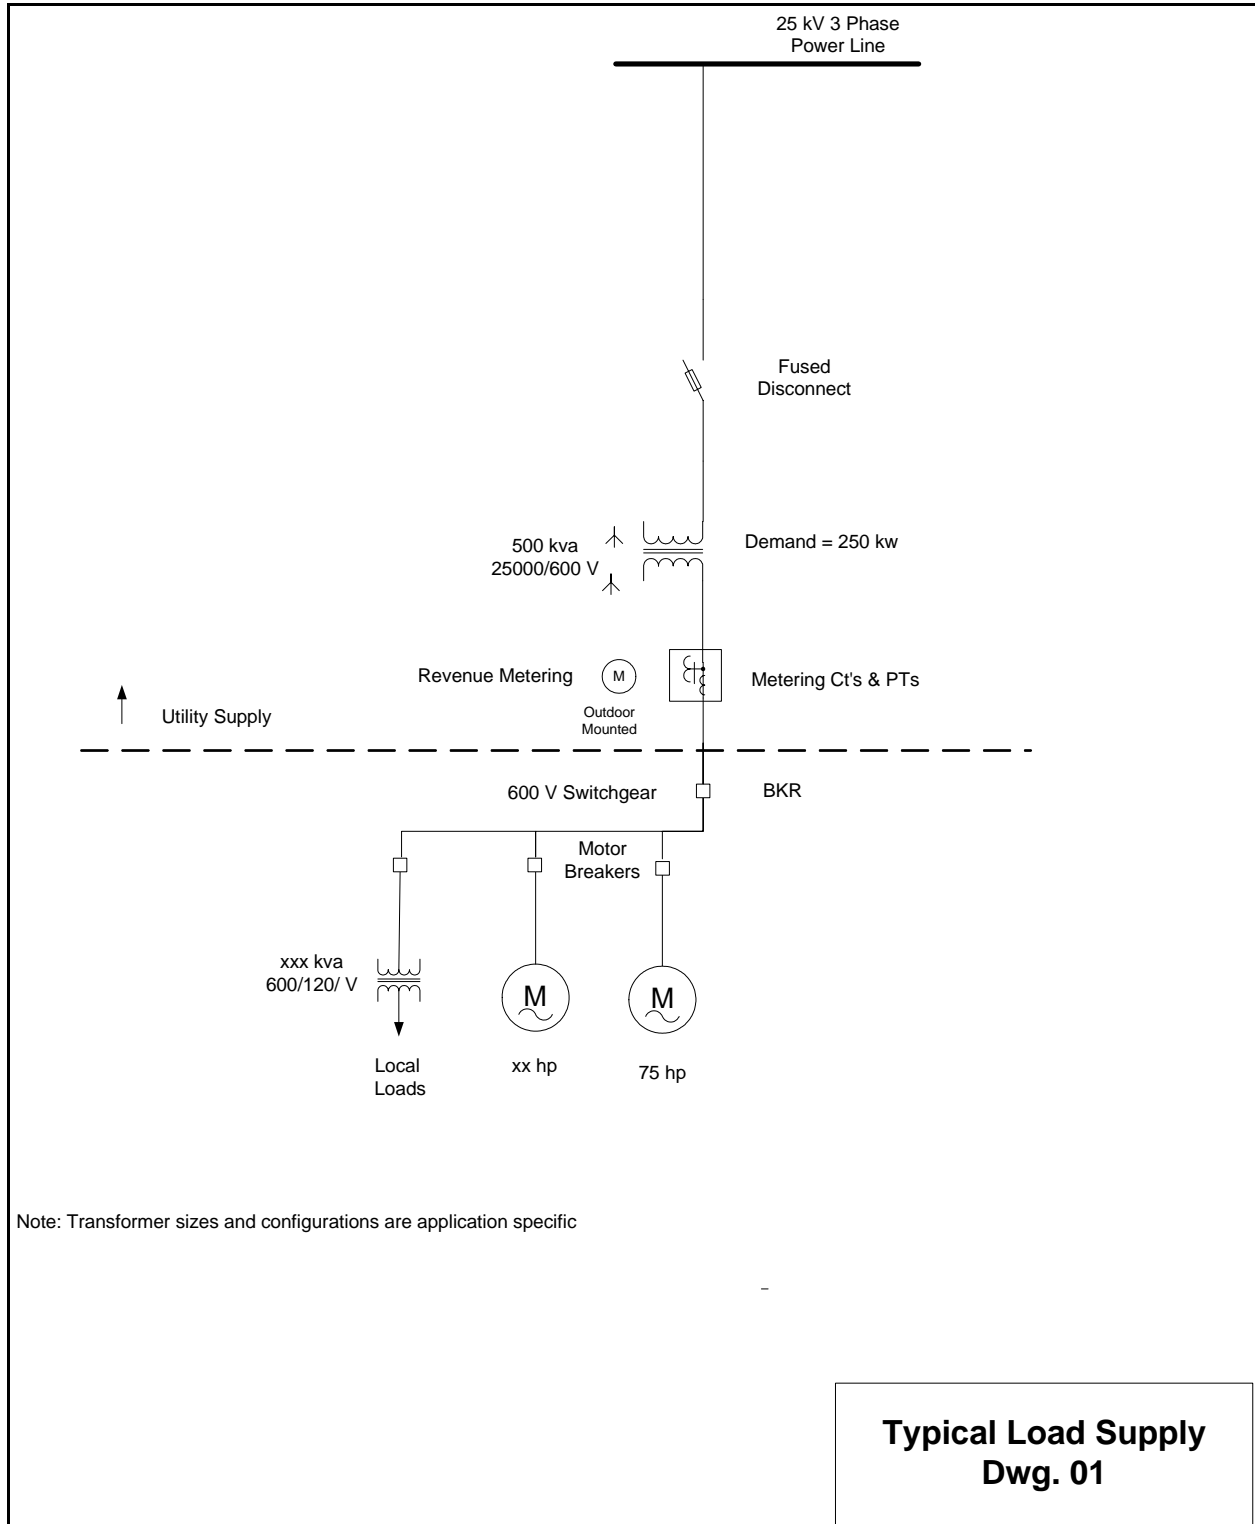 25 kV 3 Phase
Power Line
Fused
Disconnect
500 kva
25000/600 V
Demand = 250 kw
Revenue Metering
M
Metering Ct's & PTs
Outdoor
Mounted
Utility Supply
600 V Switchgear
BKR
Motor
Breakers
xxx kva
600/120/ V
M
M
Local
Loads
xx hp
75 hp
Note: Transformer sizes and configurations are application specific
Typical Load Supply
Dwg. 01